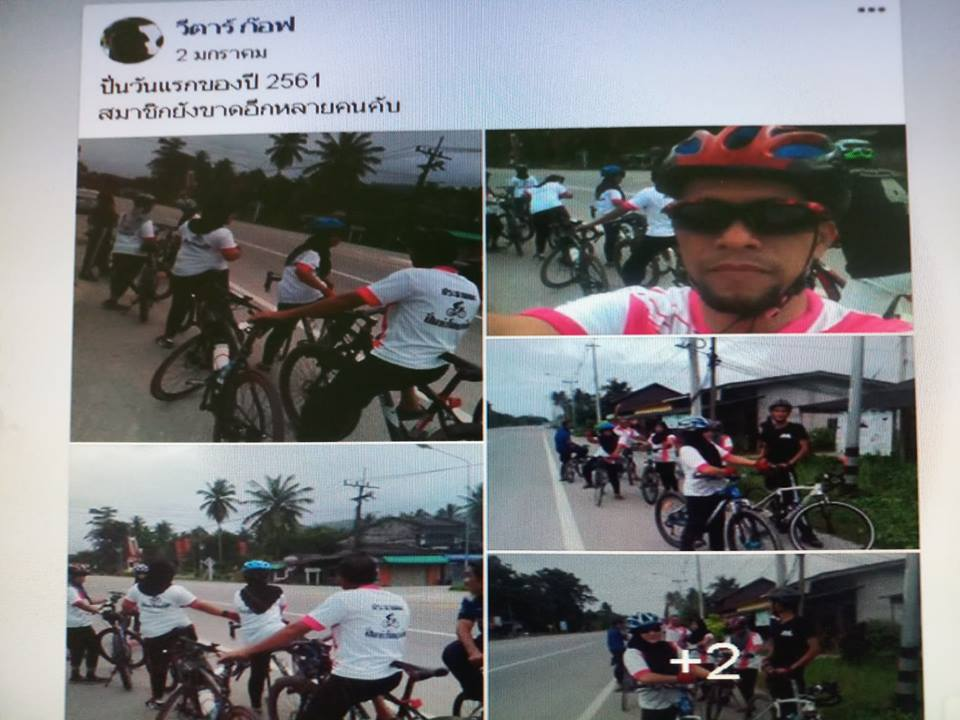 วีตาร์ ก๊อฟ
2 มกราคม
ปั่นวันแรกของปี 2561
สมาชิกยังขาดอีกหลายคนคับ
+2